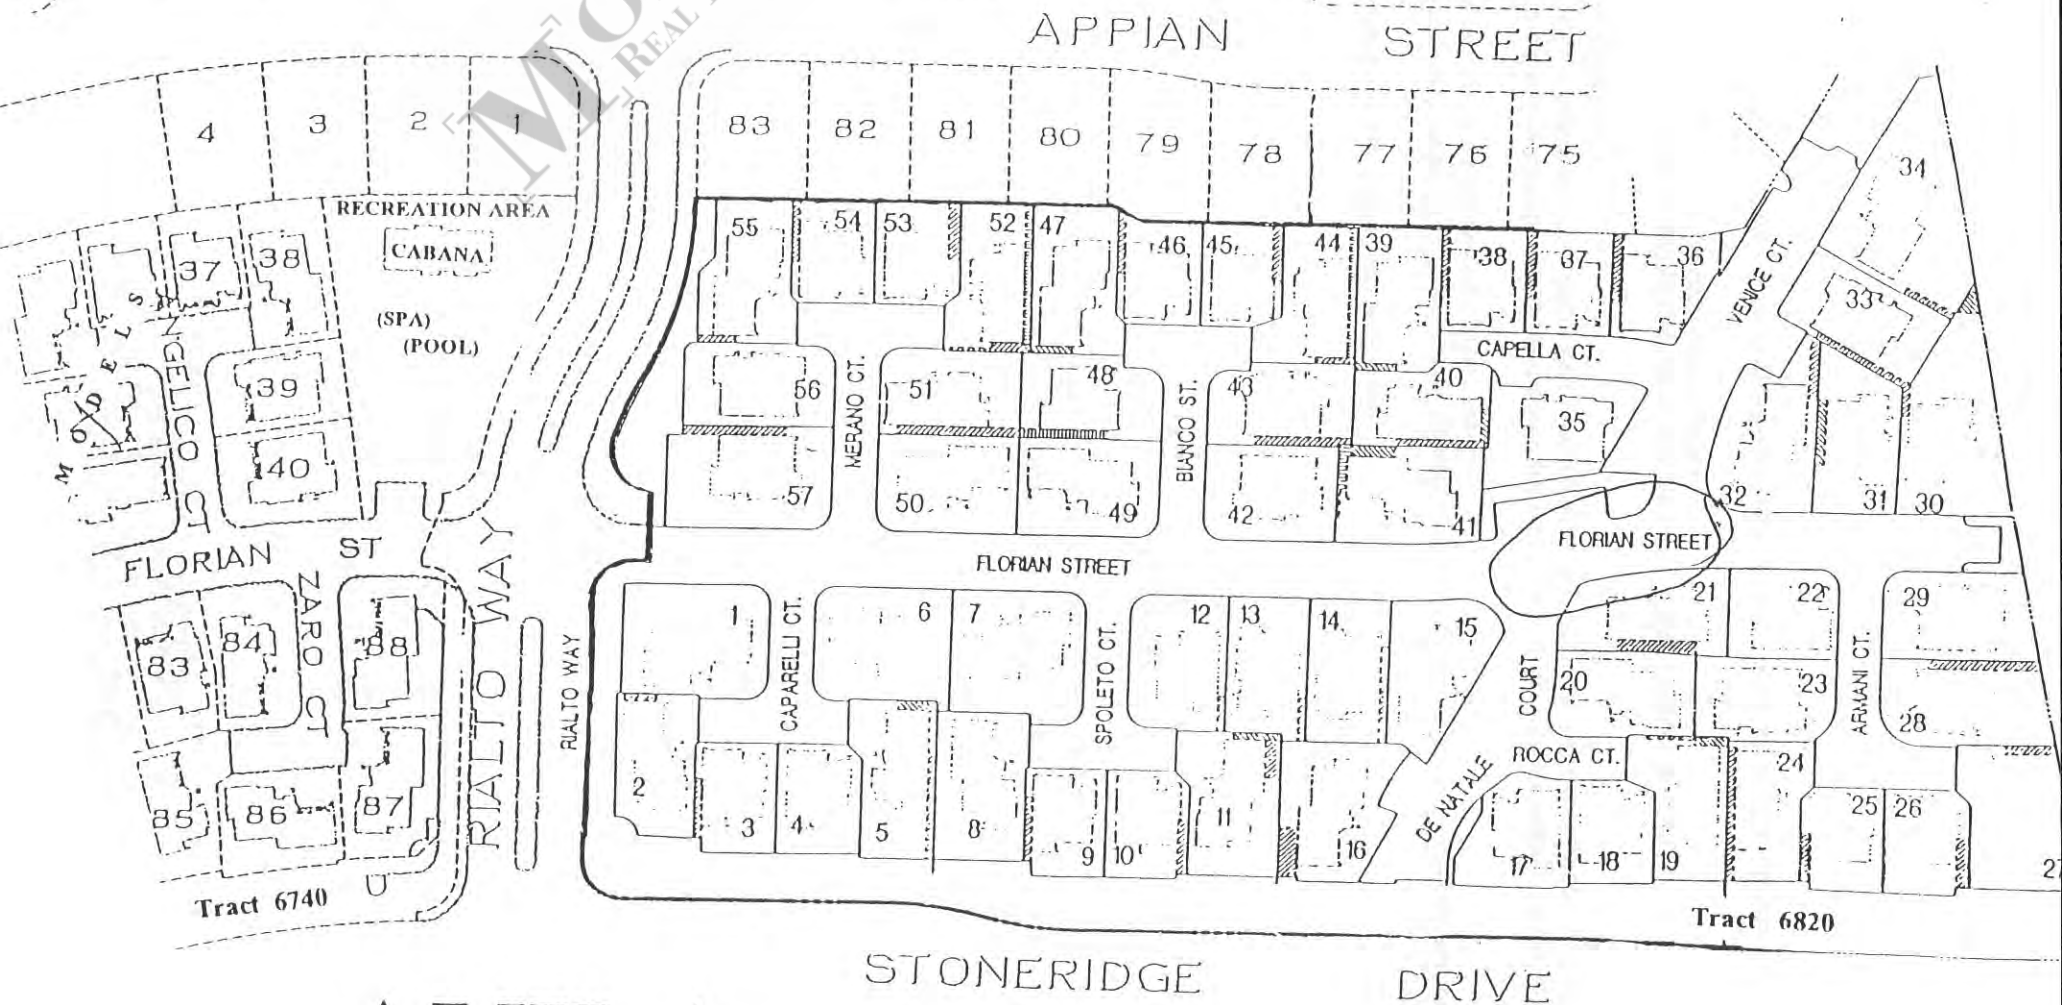 APPIAN STREET
REAL
4 3 2 1
83 82 81 80 79 78 77 76 75
34
RECREATION AREA
CABANA
(SPA)
(POOL)
37 38
39
40
MODELS
NGELICO CT
55 54 53 52 47 46 45 44 39 38 37 36
VENICE CT.
33
CAPELLA CT.
56 51 48 43 40 35
MERANO CT.
BIANCO ST.
57 50 49 42 41
32 31 30
FLORIAN ST
FLORIAN STREET
FLORIAN STREET
ZARO CT
RIALTO WAY
RIALTO WAY
83 84 88
85 86 87
1 6 7 12 13 14 15
21 22 29
CAPARELLI CT.
SPOLETO CT.
COURT
ARMANI CT.
20 23 28
2 3 4 5 8 9 10 11 16
DE NATALE
ROCCA CT.
17 18 19 24 25 26 27
Tract 6740
Tract 6820
STONERIDGE DRIVE